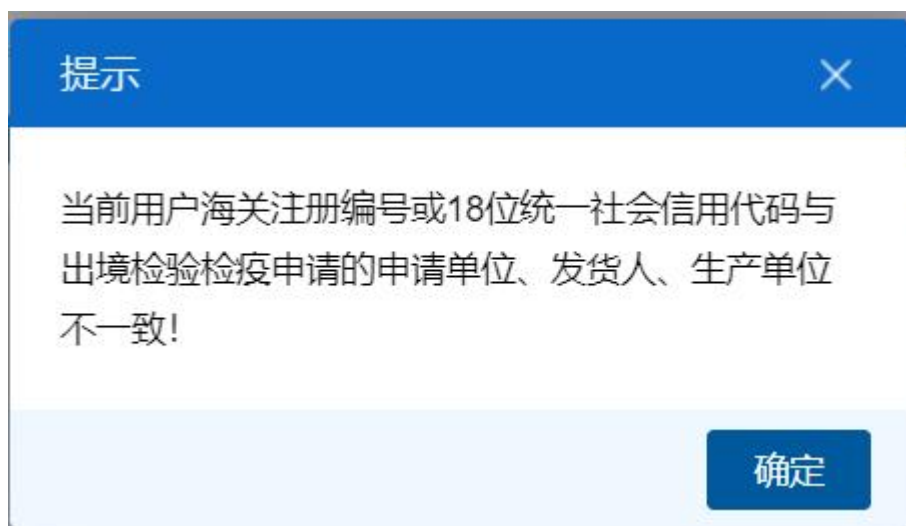 提示
当前用户海关注册编号或18位统一社会信用代码与
出境检验检疫申请的申请单位、发货人、生产单位
不一致！
确定